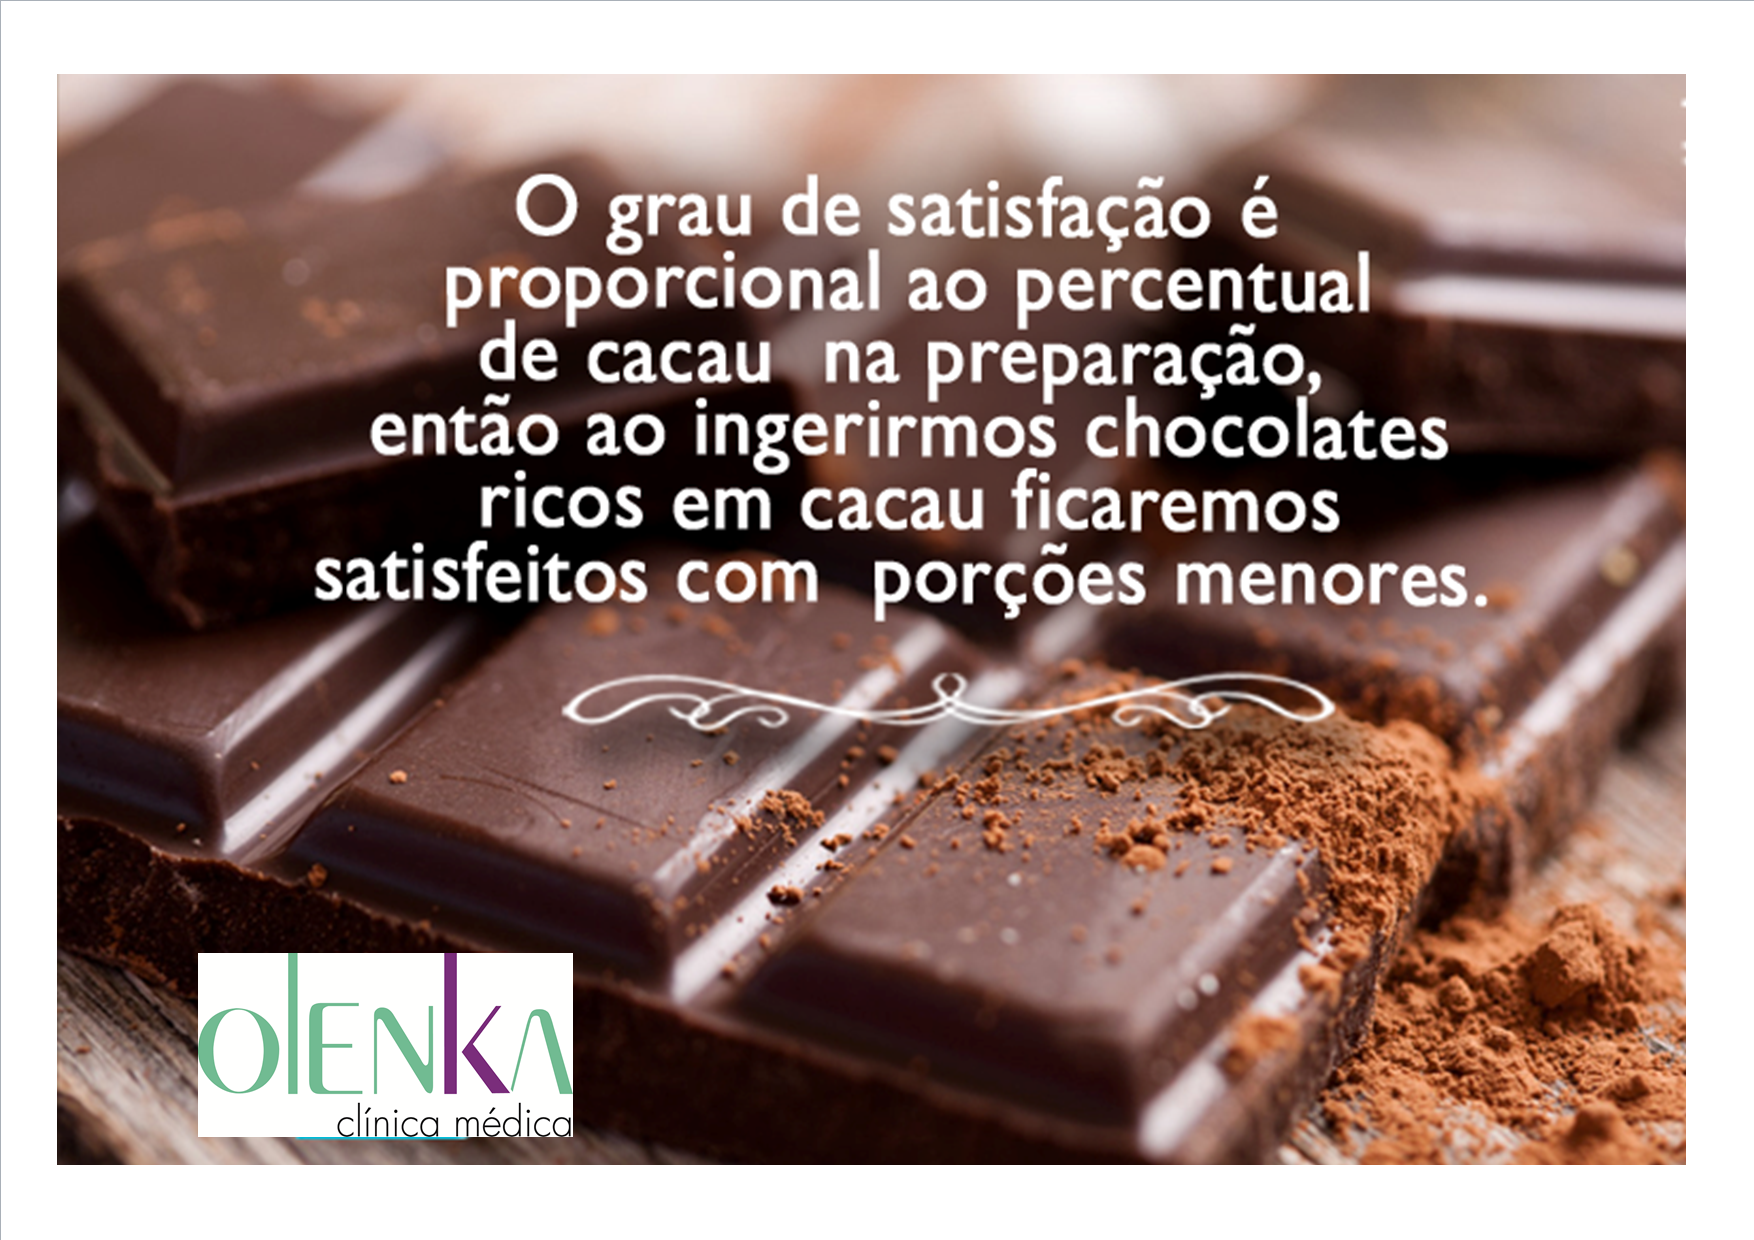 O grau de satisfação é
proporcional ao percentual
de cacau na preparação,
então ao ingerirmos chocolates
ricos em cacau ficaremos
satisfeitos com porções menores.
OlENKA
clínica médica